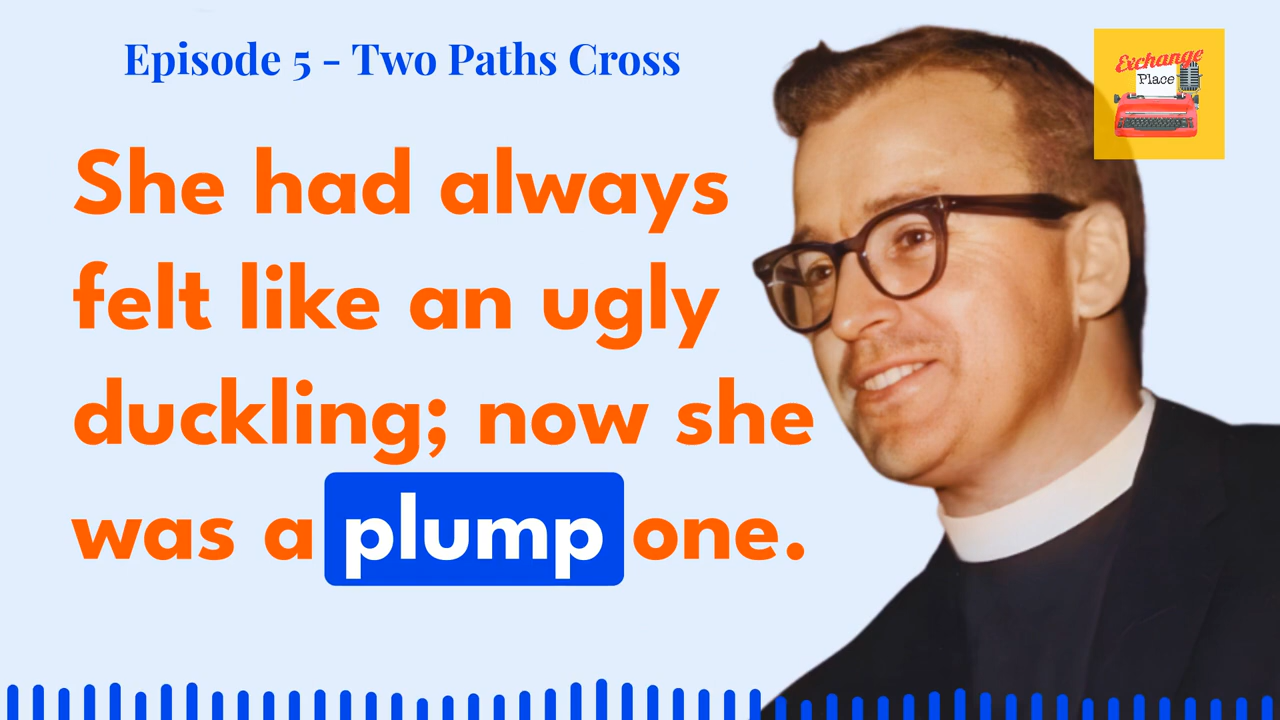 Episode 5 - Two Paths Cross
Exchange
Place
She had always
felt like an ugly
duckling; now she
was a plump one.